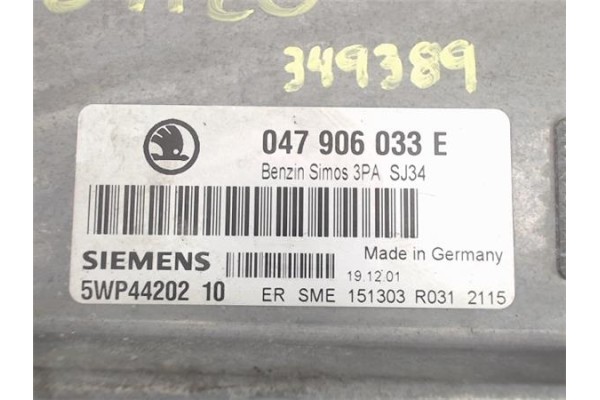 349389
047 906 033 E
Benzin Simos 3PA SJ34
SIEMENS
Made in Germany
19.12.01
5WP44202 10 ER SME 151303 R031 2115